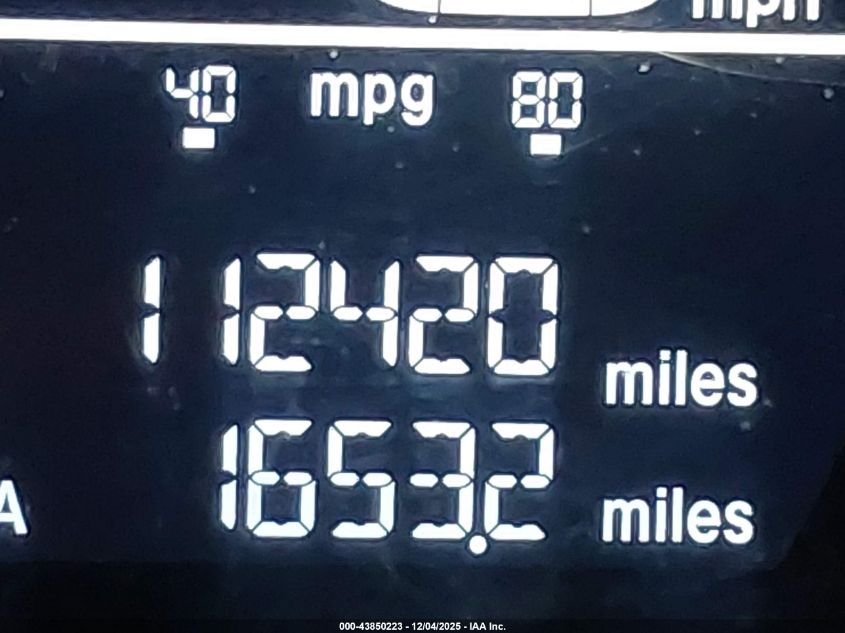 mph
40 mpg 80
112420 miles
1653.2 miles
A
000-43850223 - 12/04/2025 - IAA Inc.